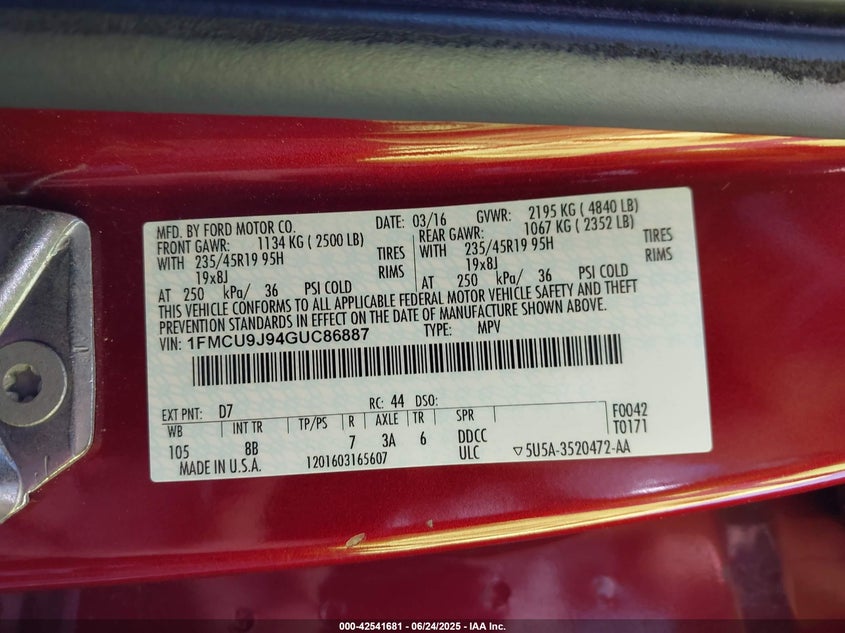 MFD. BY FORD MOTOR CO. DATE: 03/16 GVWR: 2195 KG ( 4840 LB)
FRONT GAWR: 1134 KG ( 2500 LB) REAR GAWR: 1067 KG ( 2352 LB)
WITH 235/45R19 95H TIRES WITH 235/45R19 95H TIRES
19x8J RIMS 19x8J RIMS
AT 250 kPa/ 36 PSI COLD AT 250 kPa/ 36 PSI COLD
THIS VEHICLE CONFORMS TO ALL APPLICABLE FEDERAL MOTOR VEHICLE SAFETY AND THEFT
PREVENTION STANDARDS IN EFFECT ON THE DATE OF MANUFACTURE SHOWN ABOVE.
VIN: 1FMCU9J94GUC86887 TYPE: MPV
EXT PNT: D7 RC: 44 DSO: F0042
WB INT TR TP/PS R AXLE TR SPR T0171
105 8B 7 3A 6 DDCC
MADE IN U.S.A. 1201603165607 ULC ▽5U5A-3520472-AA
000-42541681 | 06/24/2025 - IAA Inc.